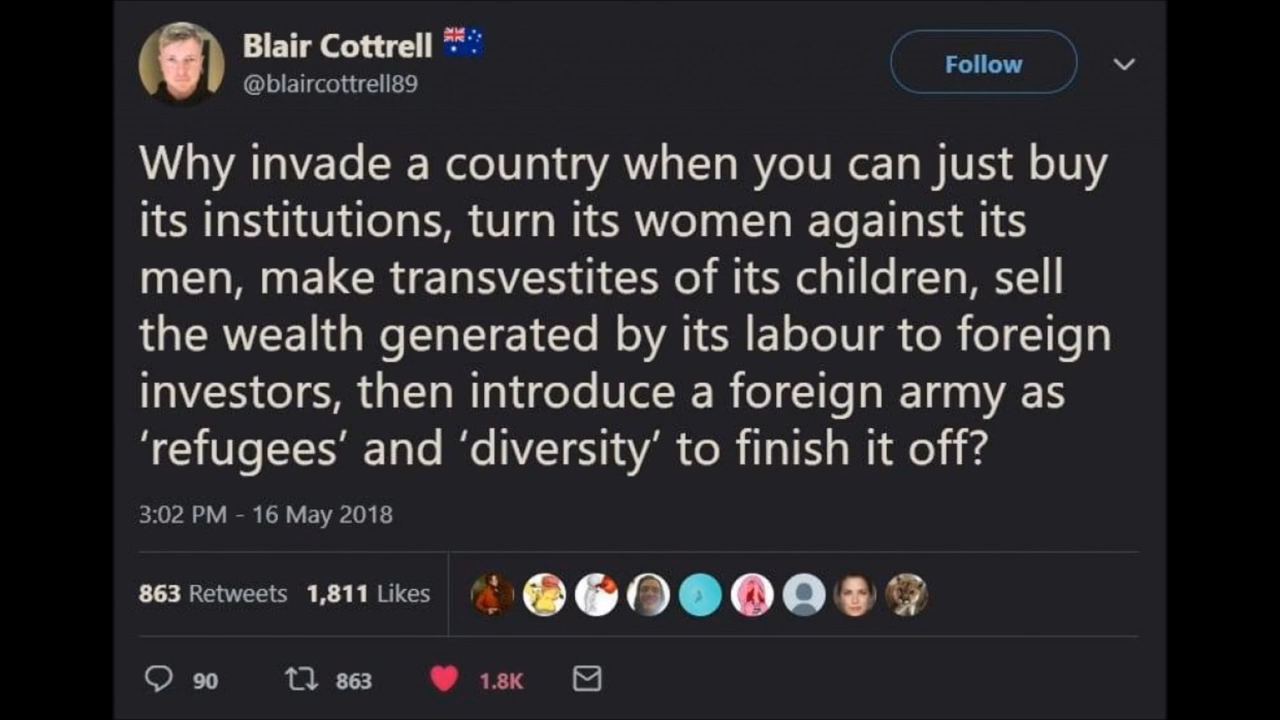 Blair Cottrell
@blaircottrell89
Follow
Why invade a country when you can just buy
its institutions, turn its women against its
men, make transvestites of its children, sell
the wealth generated by its labour to foreign
investors, then introduce a foreign army as
‘refugees’ and ‘diversity’ to finish it off?
3:02 PM - 16 May 2018
863 Retweets 1,811 Likes
90 863 1.8K